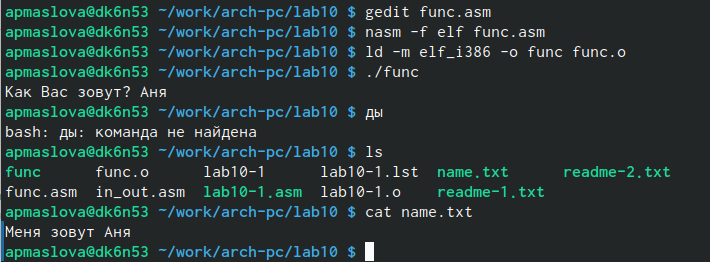 apmaslova@dk6n53 ~/work/arch-pc/lab10 $ gedit func.asm
apmaslova@dk6n53 ~/work/arch-pc/lab10 $ nasm -f elf func.asm
apmaslova@dk6n53 ~/work/arch-pc/lab10 $ ld -m elf_i386 -o func func.o
apmaslova@dk6n53 ~/work/arch-pc/lab10 $ ./func
Как Вас зовут? Аня
apmaslova@dk6n53 ~/work/arch-pc/lab10 $ ды
bash: ды: команда не найдена
apmaslova@dk6n53 ~/work/arch-pc/lab10 $ ls
func func.o lab10-1 lab10-1.lst name.txt readme-2.txt
func.asm in_out.asm lab10-1.asm lab10-1.o readme-1.txt
apmaslova@dk6n53 ~/work/arch-pc/lab10 $ cat name.txt
Меня зовут Аня
apmaslova@dk6n53 ~/work/arch-pc/lab10 $